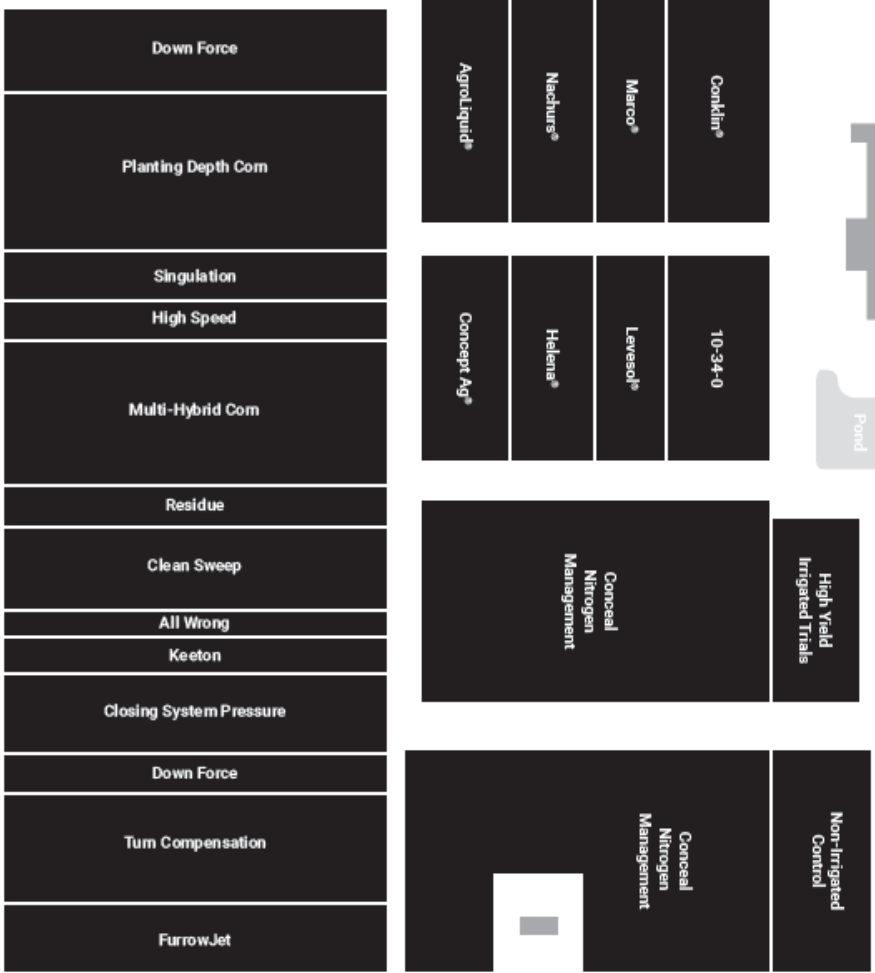 Down Force
Planting Depth Corn
Singulation
High Speed
Multi-Hybrid Corn
Residue
Clean Sweep
All Wrong
Keeton
Closing System Pressure
Down Force
Turn Compensation
FurrowJet
AgroLiquid®
Nachurs®
Marco®
Conklin®
Concept Ag®
Helena®
Levesol®
10-34-0
Pond
Conceal
Nitrogen
Management
High Yield
Irrigated Trials
Conceal
Nitrogen
Management
Non-Irrigated
Control